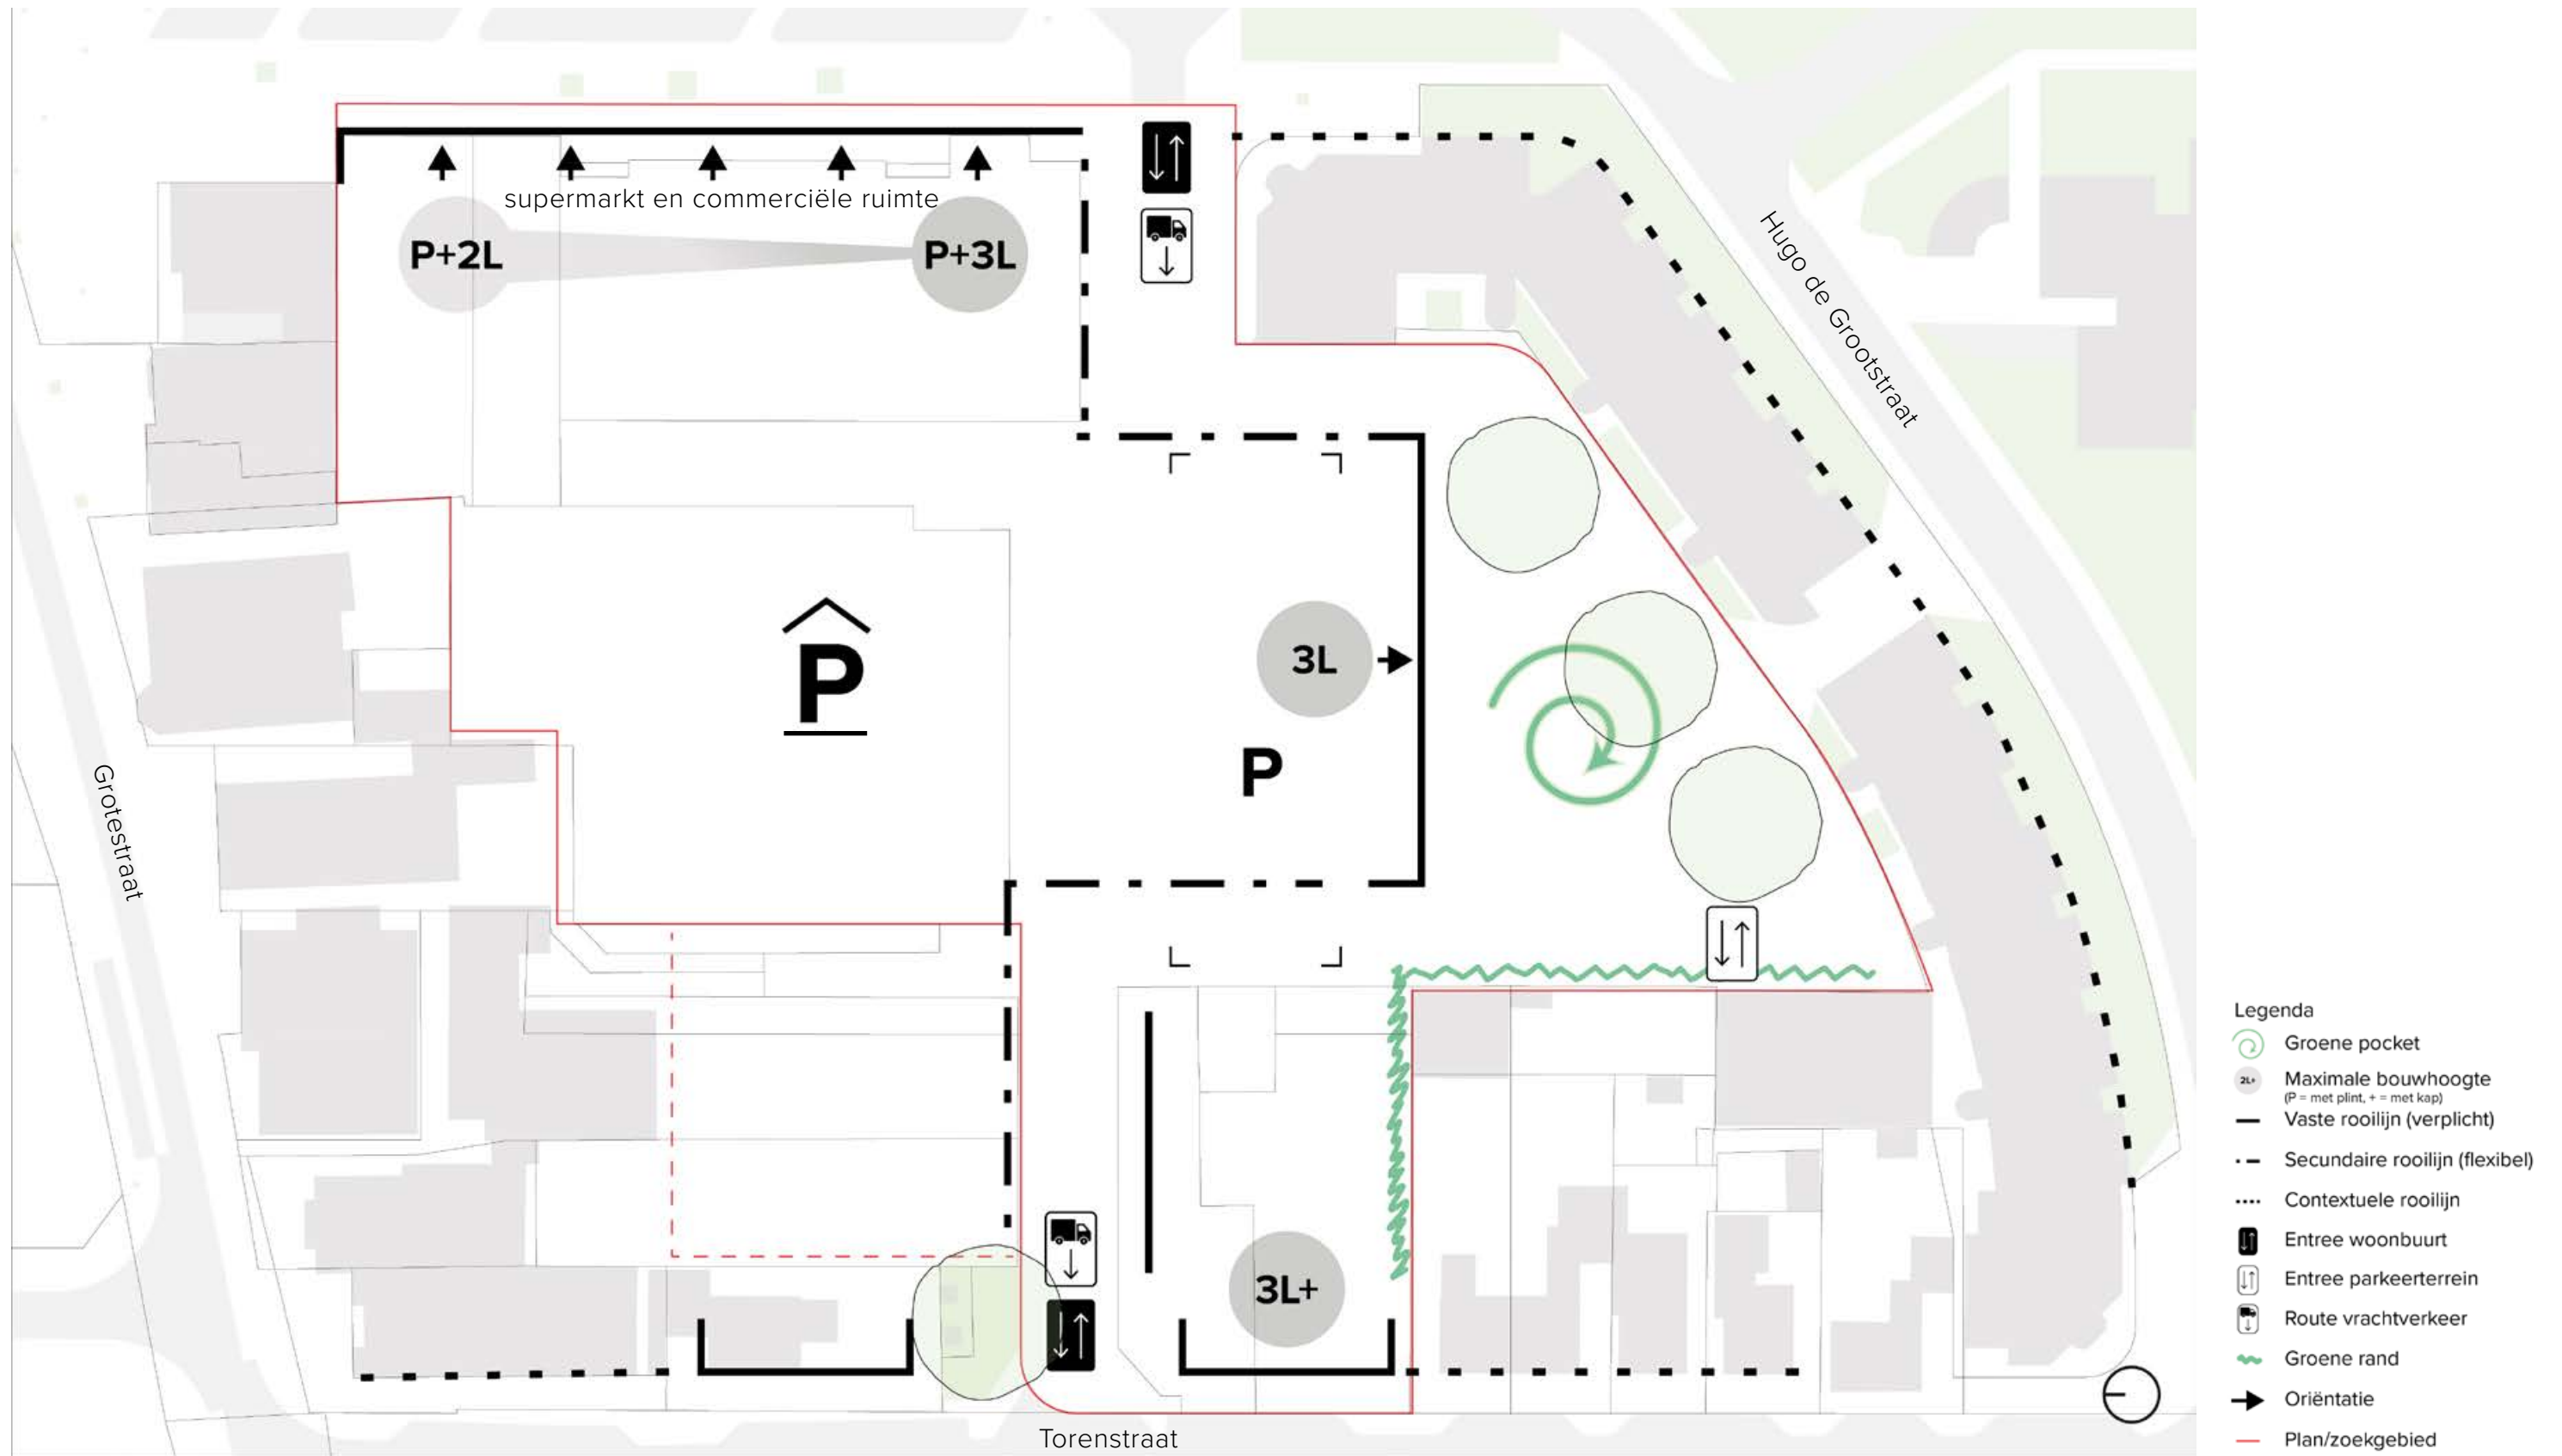 supermarkt en commerciële ruimte
P+2L
P+3L
Hugo de Grootstraat
P
3L
P
Grotestraat
3L+
Torenstraat
Legenda
Groene pocket
2L+
Maximale bouwhoogte
(P = met plint, + = met kap)
Vaste rooilijn (verplicht)
Secundaire rooilijn (flexibel)
Contextuele rooilijn
Entree woonbuurt
Entree parkeerterrein
Route vrachtverkeer
Groene rand
Oriëntatie
Plan/zoekgebied